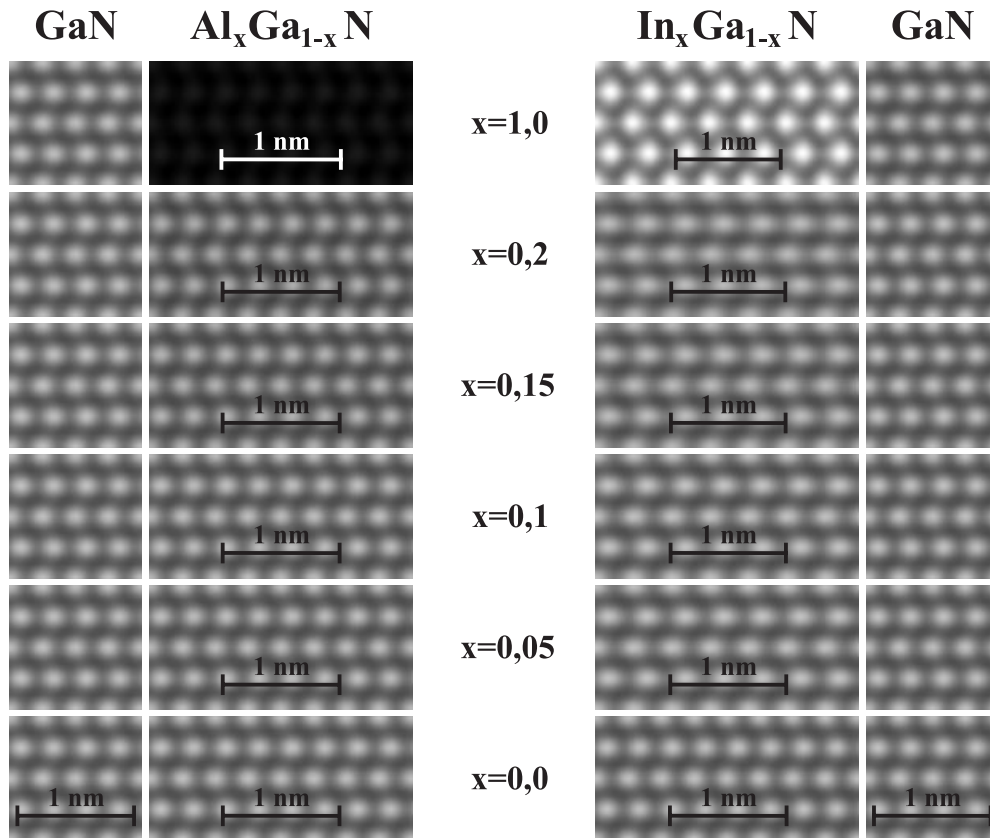 GaN AlₓGa₁₋ₓN InₓGa₁₋ₓN GaN
x=1,0
1 nm 1 nm
x=0,2
1 nm 1 nm
x=0,15
1 nm 1 nm
x=0,1
1 nm 1 nm
x=0,05
1 nm 1 nm
x=0,0
1 nm 1 nm 1 nm 1 nm